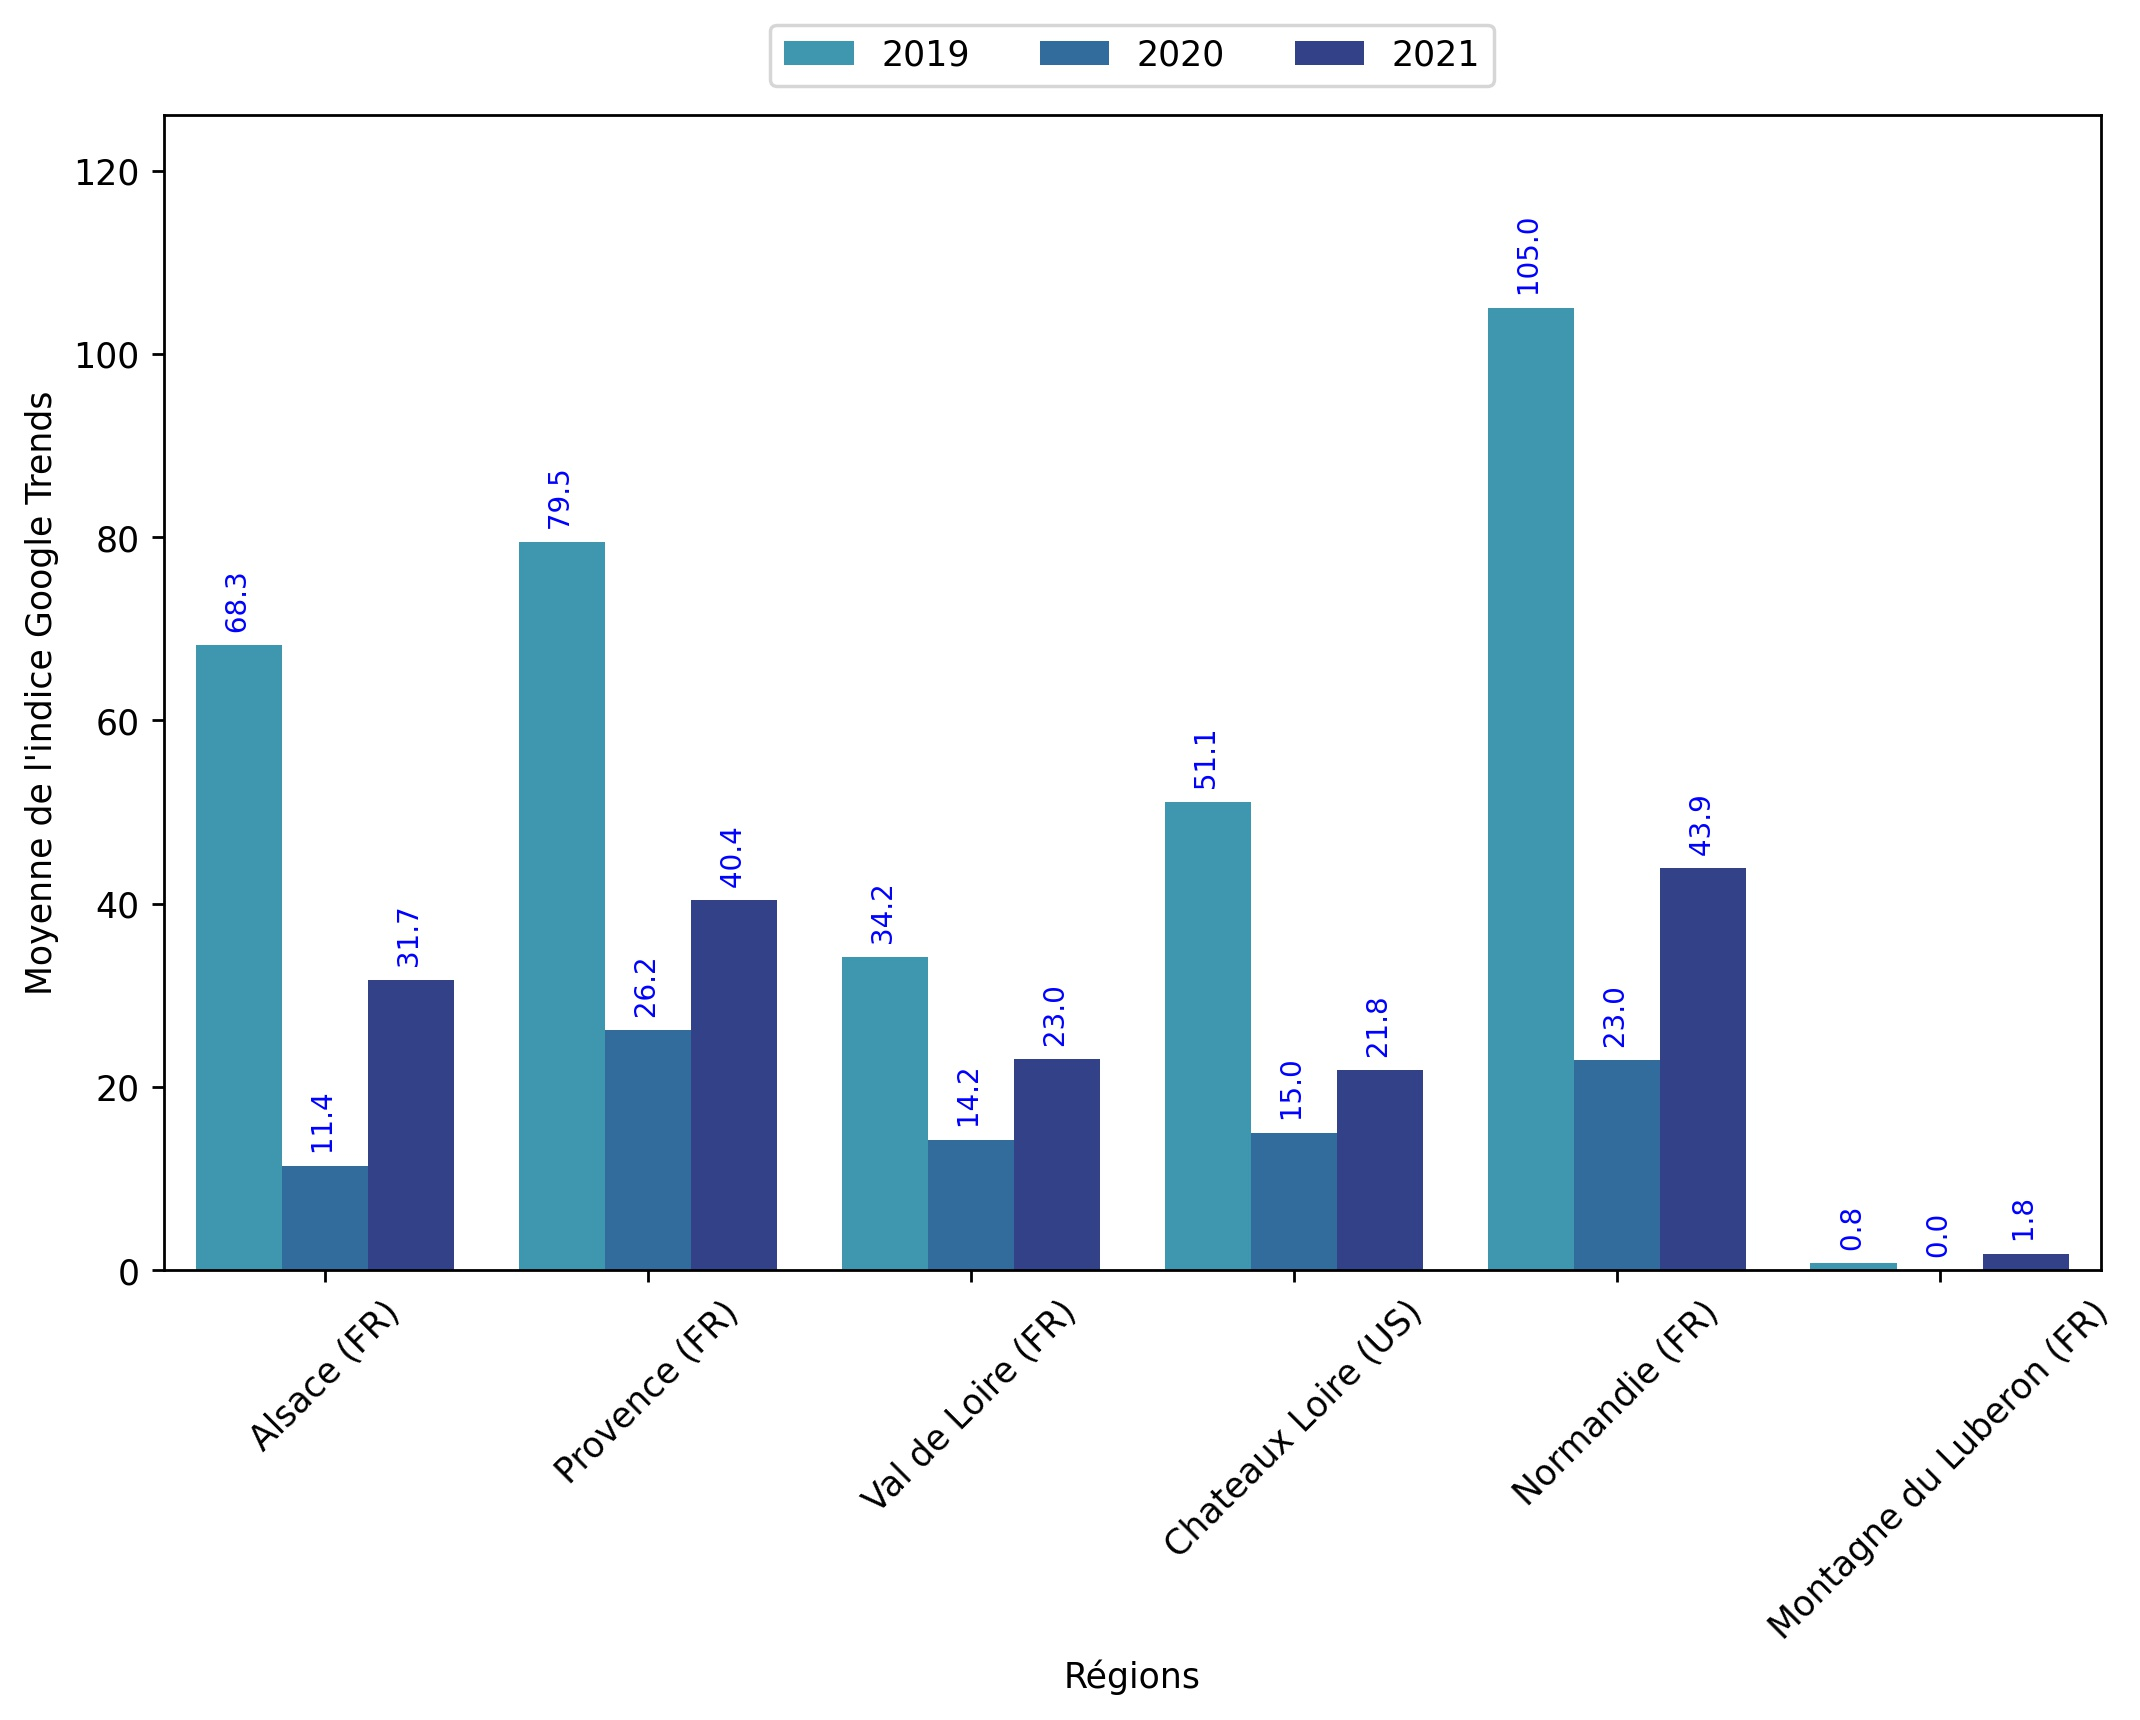 2019 2020 2021
Moyenne de l'indice Google Trends
120
100
80
60
40
20
0
68.3 11.4 31.7
79.5 26.2 40.4
34.2 14.2 23.0
51.1 15.0 21.8
105.0 23.0 43.9
0.8 0.0 1.8
Alsace (FR)
Provence (FR)
Val de Loire (FR)
Chateaux Loire (US)
Normandie (FR)
Montagne du Luberon (FR)
Régions